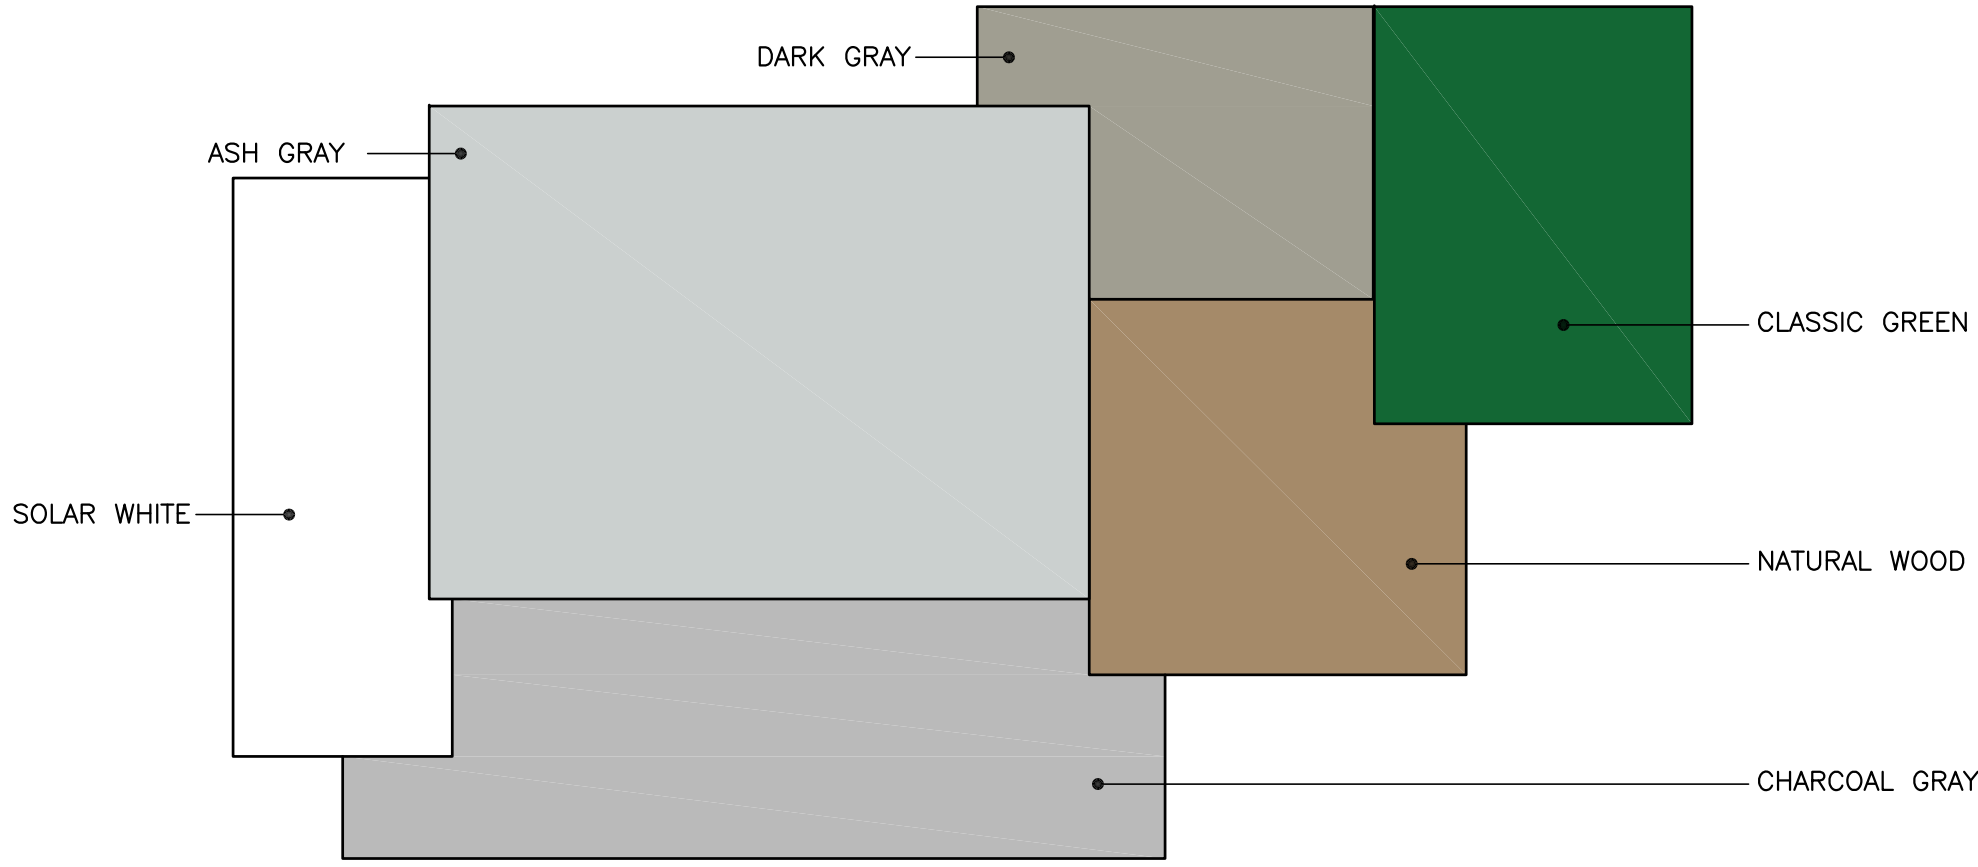 DARK GRAY
ASH GRAY
CLASSIC GREEN
SOLAR WHITE
NATURAL WOOD
CHARCOAL GRAY